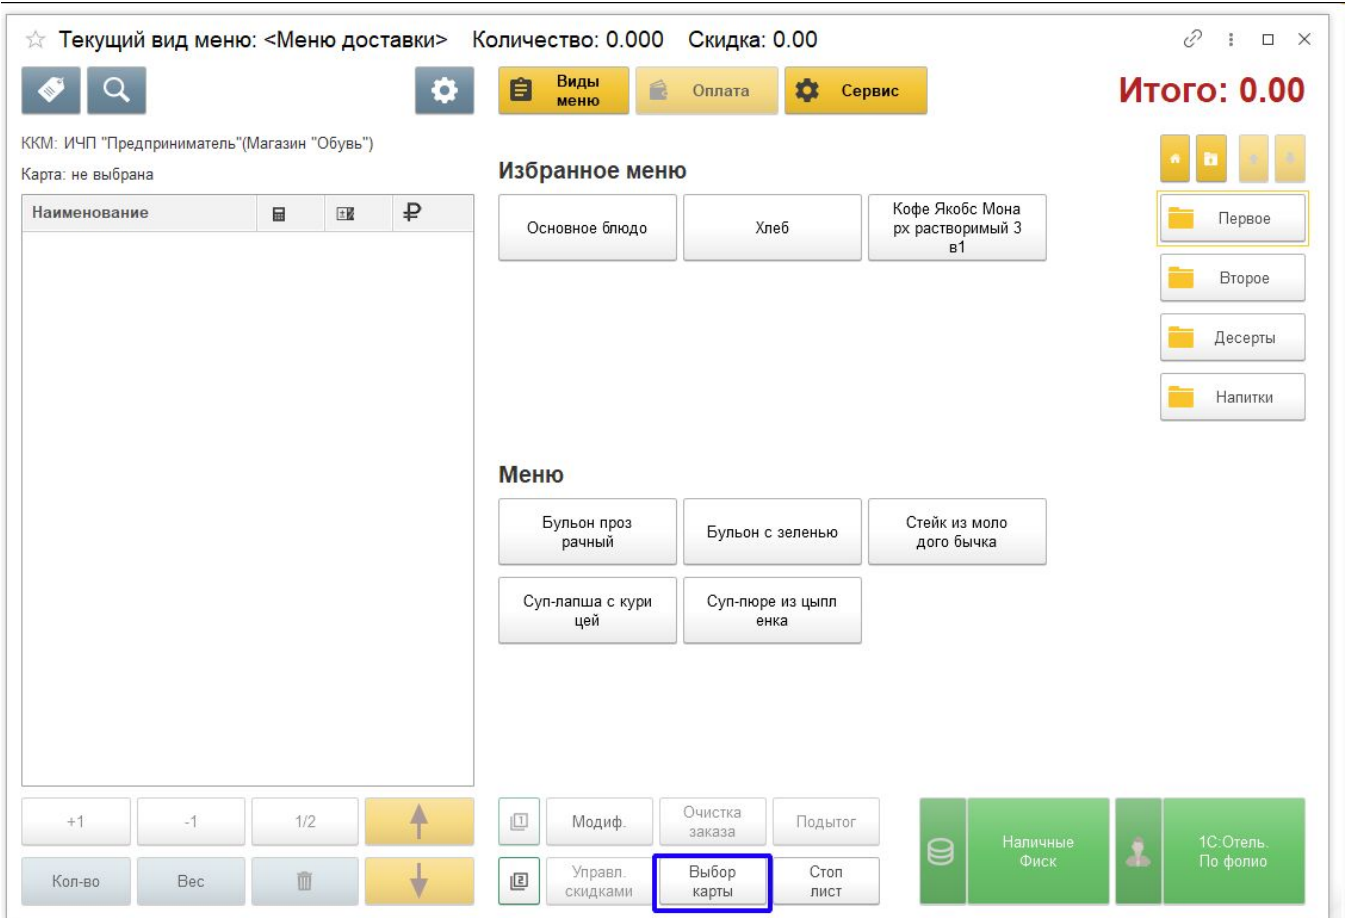 Текущий вид меню: <Меню доставки> Количество: 0.000 Скидка: 0.00
Виды
меню
Оплата
Сервис
Итого: 0.00
ККМ: ИЧП "Предприниматель"(Магазин "Обувь")
Карта: не выбрана
Наименование
₽
Избранное меню
Основное блюдо
Хлеб
Кофе Якобс Мона
рх растворимый 3
в1
Первое
Второе
Десерты
Напитки
Меню
Бульон проз
рачный
Бульон с зеленью
Стейк из моло
дого бычка
Суп-лапша с кури
цей
Суп-пюре из цыпл
енка
+1
-1
1/2
1
Модиф.
Очистка
заказа
Подытог
Наличные
Фиск
1С:Отель.
По фолио
Кол-во
Вес
2
Управл.
скидками
Выбор
карты
Стоп
лист